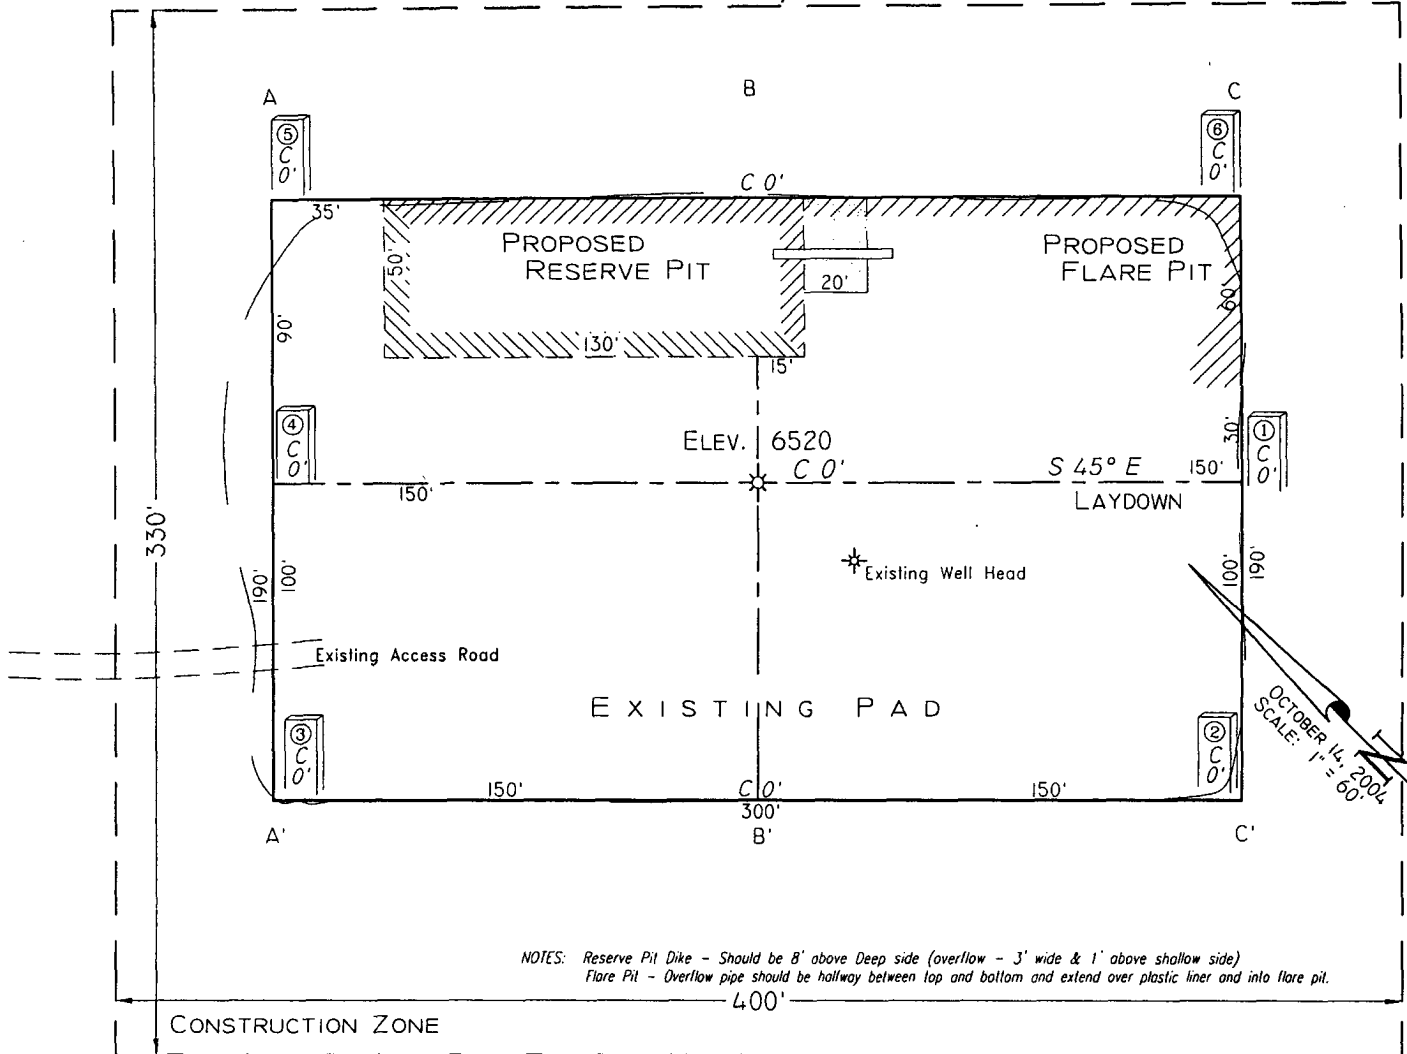 A
B
C
⑤
C
0'
⑥
C
0'
C 0'
35'
PROPOSED
RESERVE PIT
50'
20'
PROPOSED
FLARE PIT
60'
90'
130'
15'
④
C
0'
ELEV. 6520
C 0'
S 45° E
150'
30'
①
C
0'
150'
LAYDOWN
330'
Existing Well Head
190'
100'
100'
190'
Existing Access Road
EXISTING PAD
OCTOBER 14, 2004
SCALE: 1" = 60'
N
③
C
0'
②
C
0'
150'
C 0'
150'
300'
A'
B'
C'
NOTES: Reserve Pit Dike - Should be 8' above Deep side (overflow - 3' wide & 1' above shallow side)
Flare Pit - Overflow pipe should be halfway between top and bottom and extend over plastic liner and into flare pit.
400'
CONSTRUCTION ZONE